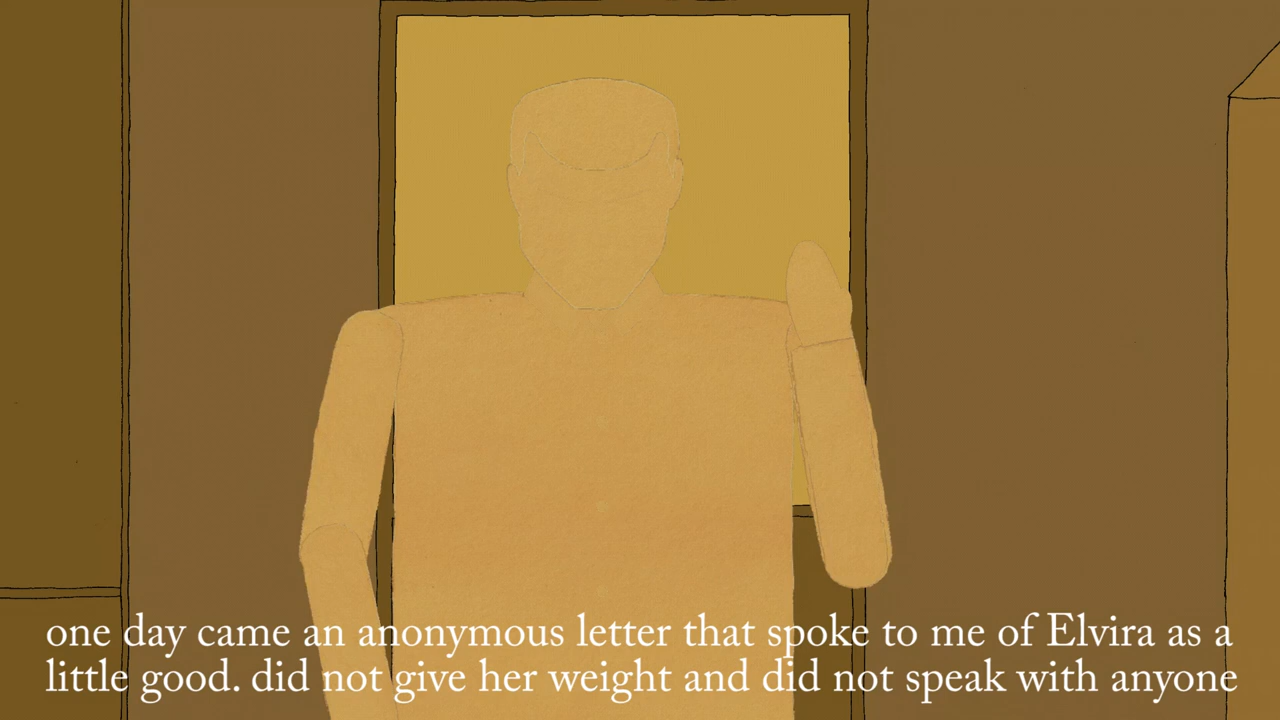 one day came an anonymous letter that spoke to me of Elvira as a
little good. did not give her weight and did not speak with anyone